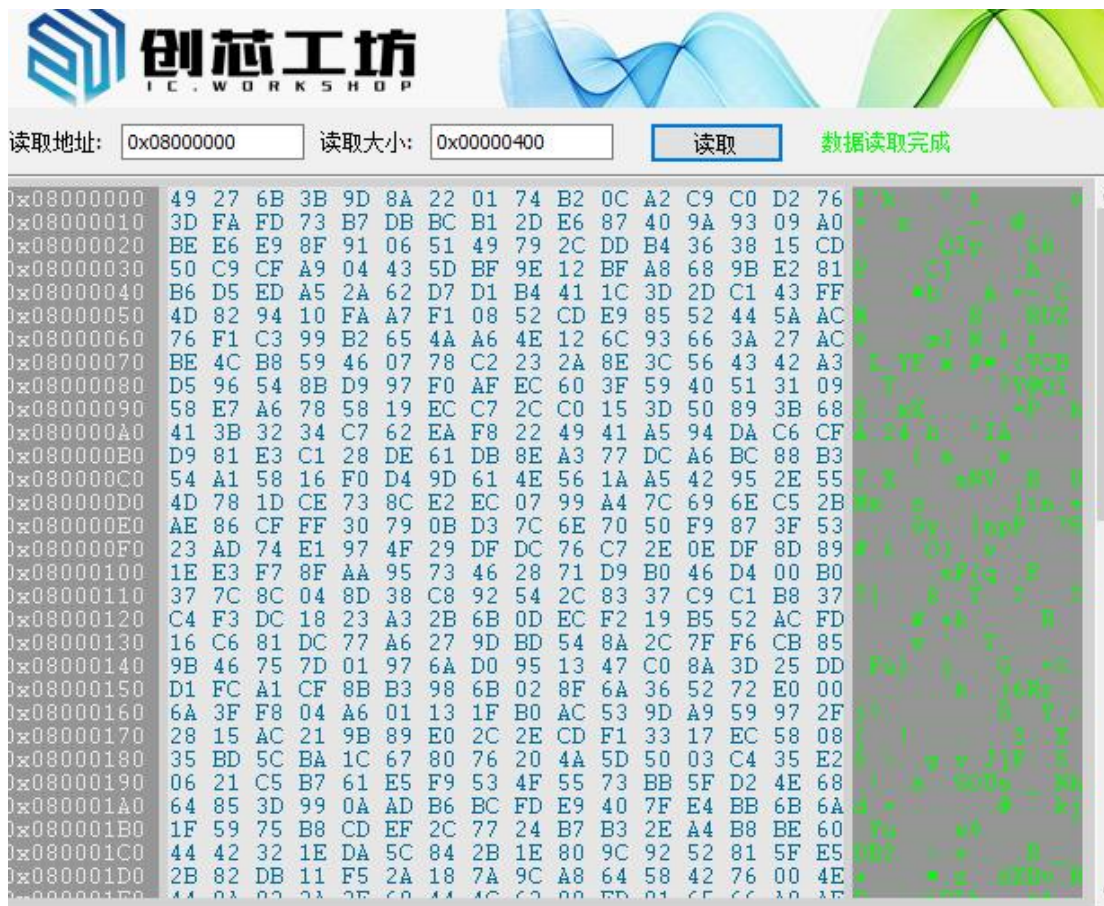 创芯工坊
IC.WORKSHOP
读取地址: 0x08000000 读取大小: 0x00000400 读取 数据读取完成
0x08000000 49 27 6B 3B 9D 8A 22 01 74 B2 0C A2 C9 C0 D2 76
0x08000010 3D FA FD 73 B7 DB BC B1 2D E6 87 40 9A 93 09 A0
0x08000020 BE E6 E9 8F 91 06 51 49 79 2C DD B4 36 38 15 CD
0x08000030 50 C9 CF A9 04 43 5D BF 9E 12 BF A8 68 9B E2 81
0x08000040 B6 D5 ED A5 2A 62 D7 D1 B4 41 1C 3D 2D C1 43 FF
0x08000050 4D 82 94 10 FA A7 F1 08 52 CD E9 85 52 44 5A AC
0x08000060 76 F1 C3 99 B2 65 4A A6 4E 12 6C 93 66 3A 27 AC
0x08000070 BE 4C B8 59 46 07 78 C2 23 2A 8E 3C 56 43 42 A3
0x08000080 D5 96 54 8B D9 97 F0 AF EC 60 3F 59 40 51 31 09
0x08000090 58 E7 A6 78 58 19 EC C7 2C C0 15 3D 50 89 3B 68
0x080000A0 41 3B 32 34 C7 62 EA F8 22 49 41 A5 94 DA C6 CF
0x080000B0 D9 81 E3 C1 28 DE 61 DB 8E A3 77 DC A6 BC 88 B3
0x080000C0 54 A1 58 16 F0 D4 9D 61 4E 56 1A A5 42 95 2E 55
0x080000D0 4D 78 1D CE 73 8C E2 EC 07 99 A4 7C 69 6E C5 2B
0x080000E0 AE 86 CF FF 30 79 0B D3 7C 6E 70 50 F9 87 3F 53
0x080000F0 23 AD 74 E1 97 4F 29 DF DC 76 C7 2E 0E DF 8D 89
0x08000100 1E E3 F7 8F AA 95 73 46 28 71 D9 B0 46 D4 00 B0
0x08000110 37 7C 8C 04 8D 38 C8 92 54 2C 83 37 C9 C1 B8 37
0x08000120 C4 F3 DC 18 23 A3 2B 6B 0D EC F2 19 B5 52 AC FD
0x08000130 16 C6 81 DC 77 A6 27 9D BD 54 8A 2C 7F F6 CB 85
0x08000140 9B 46 75 7D 01 97 6A D0 95 13 47 C0 8A 3D 25 DD
0x08000150 D1 FC A1 CF 8B B3 98 6B 02 8F 6A 36 52 72 E0 00
0x08000160 6A 3F F8 04 A6 01 13 1F B0 AC 53 9D A9 59 97 2F
0x08000170 28 15 AC 21 9B 89 E0 2C 2E CD F1 33 17 EC 58 08
0x08000180 35 BD 5C BA 1C 67 80 76 20 4A 5D 50 03 C4 35 E2
0x08000190 06 21 C5 B7 61 E5 F9 53 4F 55 73 BB 5F D2 4E 68
0x080001A0 64 85 3D 99 0A AD B6 BC FD E9 40 7F E4 BB 6B 6A
0x080001B0 1F 59 75 B8 CD EF 2C 77 24 B7 B3 2E A4 B8 BE 60
0x080001C0 44 42 32 1E DA 5C 84 2B 1E 80 9C 92 52 81 5F E5
0x080001D0 2B 82 DB 11 F5 2A 18 7A 9C A8 64 58 42 76 00 4E